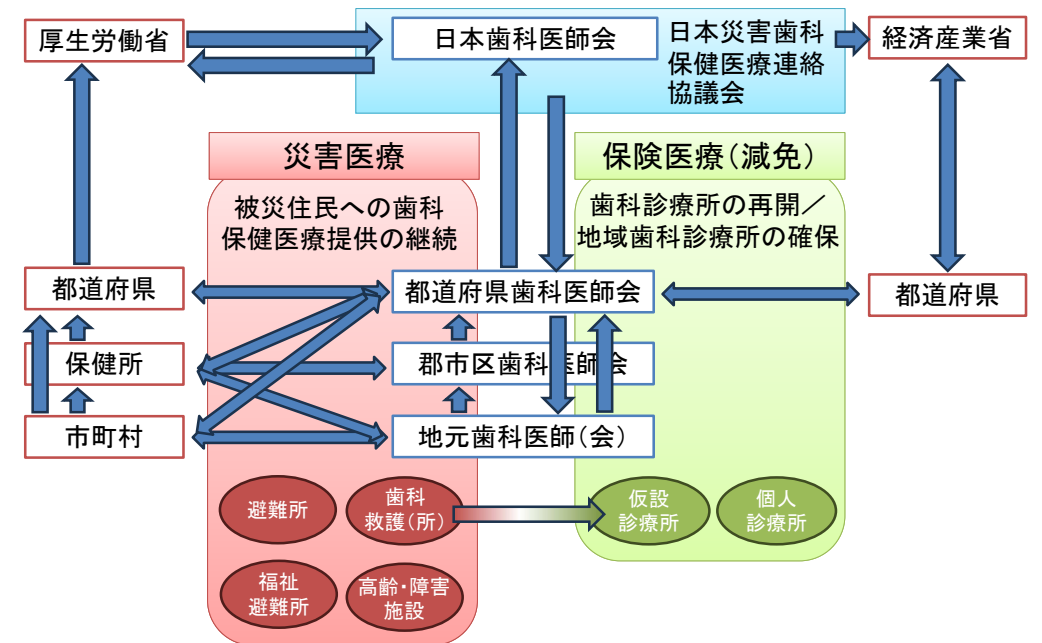 厚生労働省
日本歯科医師会
日本災害歯科
保健医療連絡
協議会
経済産業省
災害医療
保険医療（減免）
被災住民への歯科
保健医療提供の継続
歯科診療所の再開／
地域歯科診療所の確保
都道府県
都道府県歯科医師会
都道府県
保健所
郡市区歯科医師会
市町村
地元歯科医師（会）
避難所
歯科
救護（所）
仮設
診療所
個人
診療所
福祉
避難所
高齢・障害
施設